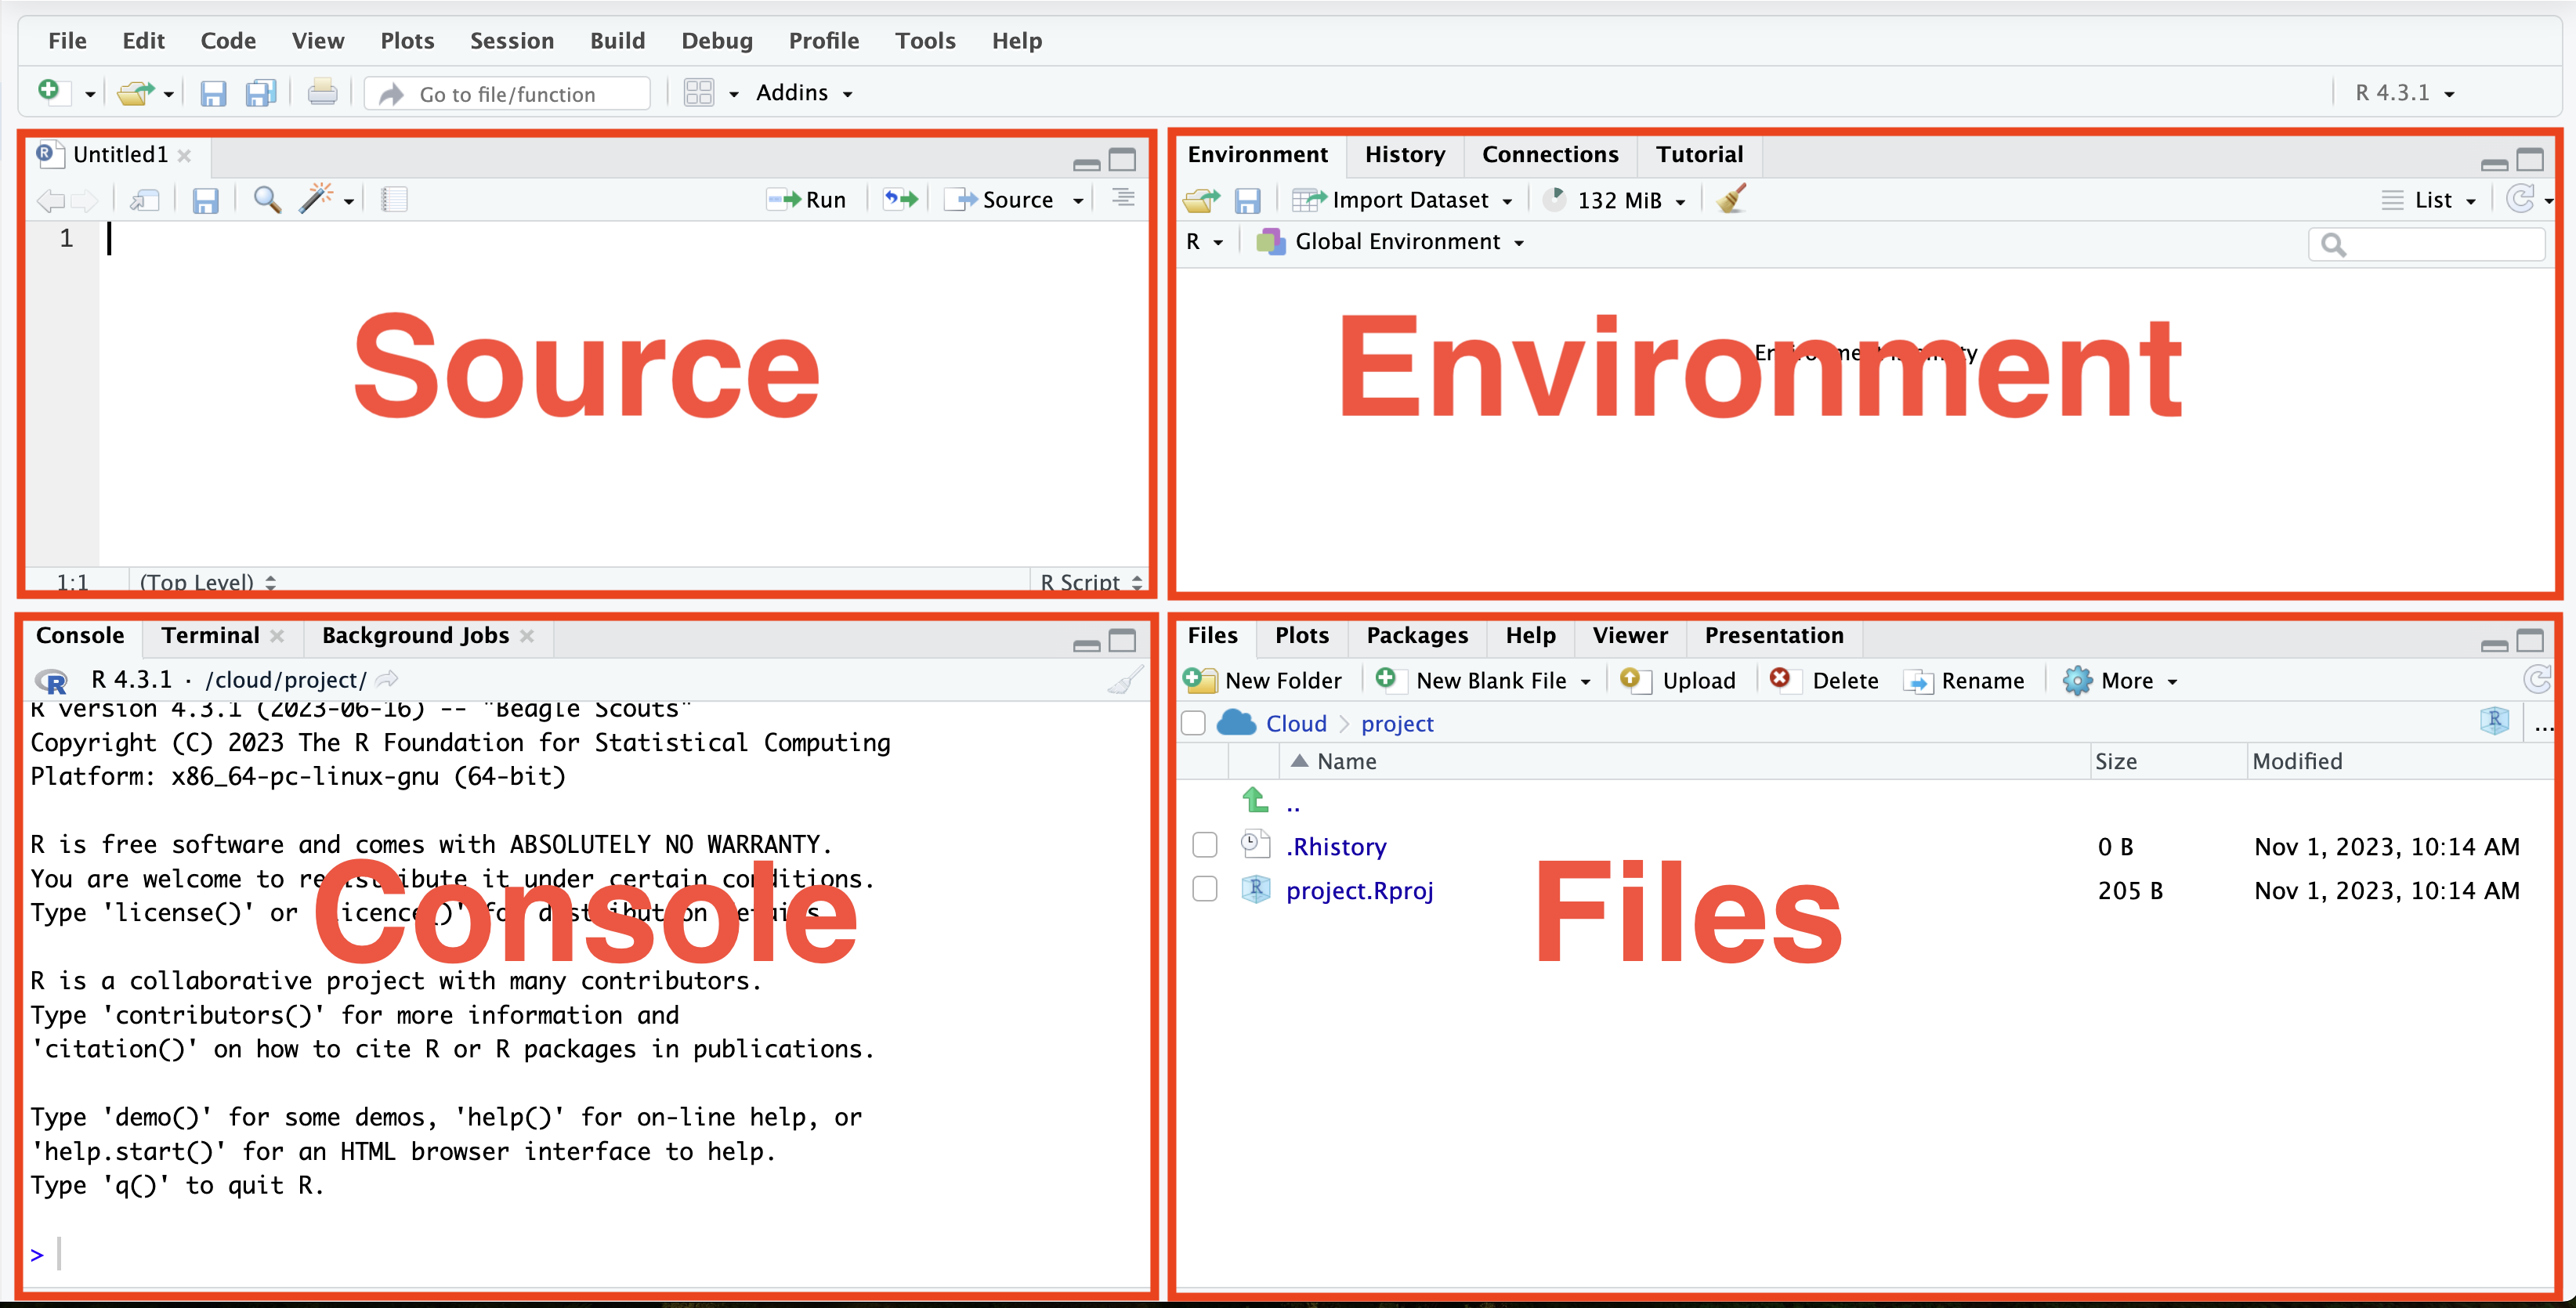 File Edit Code View Plots Session Build Debug Profile Tools Help
Go to file/function Addins R 4.3.1
Untitled1
Run Source
1
Source
1:1 (Top Level) R Script
Environment History Connections Tutorial
Import Dataset 132 MiB List
R Global Environment
Environment
Console Terminal Background Jobs
R 4.3.1 · /cloud/project/
R version 4.3.1 (2023-06-16) -- "Beagle Scouts"
Copyright (C) 2023 The R Foundation for Statistical Computing
Platform: x86_64-pc-linux-gnu (64-bit)
R is free software and comes with ABSOLUTELY NO WARRANTY.
You are welcome to redistribute it under certain conditions.
Type 'license()' or 'licence()' for distribution details.
Console
R is a collaborative project with many contributors.
Type 'contributors()' for more information and
'citation()' on how to cite R or R packages in publications.
Type 'demo()' for some demos, 'help()' for on-line help, or
'help.start()' for an HTML browser interface to help.
Type 'q()' to quit R.
>
Files Plots Packages Help Viewer Presentation
New Folder New Blank File Upload Delete Rename More
Cloud project ...
Name Size Modified
..
.Rhistory 0 B Nov 1, 2023, 10:14 AM
project.Rproj 205 B Nov 1, 2023, 10:14 AM
Files